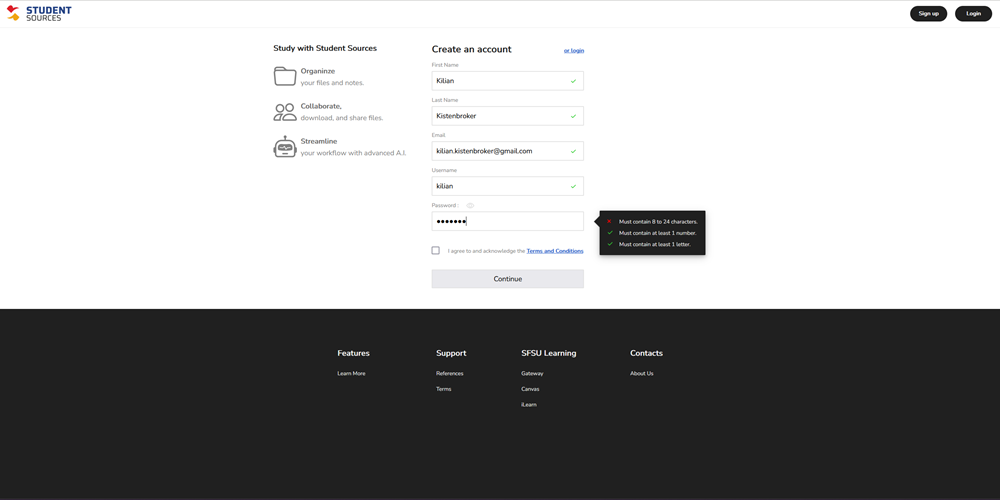 STUDENT
SOURCES
Sign up
Login
Study with Student Sources
Organinze
your files and notes.
Collaborate,
download, and share files.
Streamline
your workflow with advanced A.I.
Create an account
or login
First Name
Kilian
Last Name
Kistenbroker
Email
kilian.kistenbroker@gmail.com
Username
kilian
Password :
•••••••
Must contain 8 to 24 characters.
Must contain at least 1 number.
Must contain at least 1 letter.
I agree to and acknowledge the Terms and Conditions
Continue
Features
Learn More
Support
References
Terms
SFSU Learning
Gateway
Canvas
iLearn
Contacts
About Us